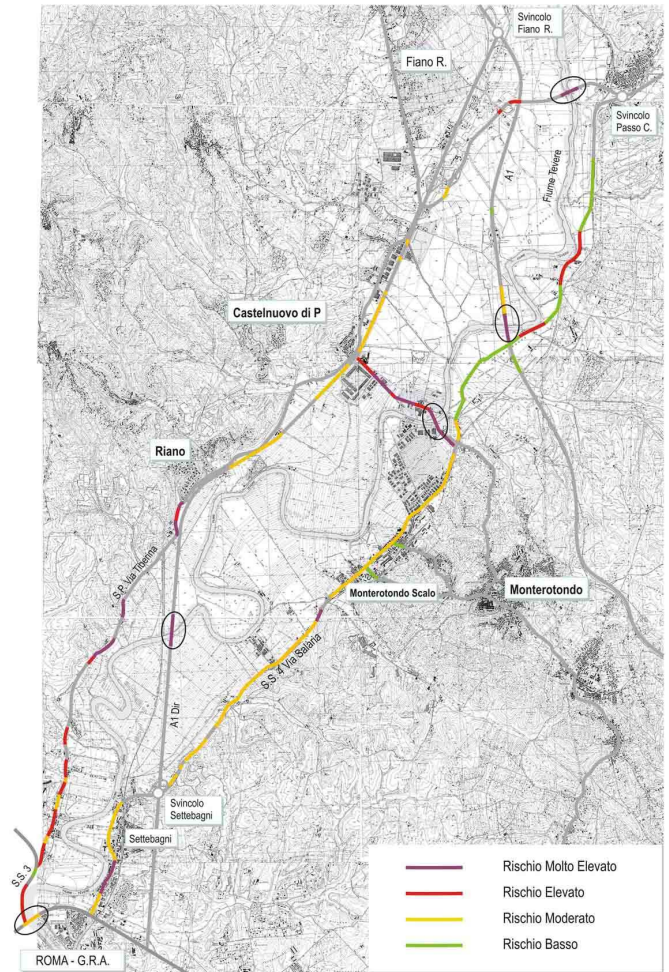 Svincolo
Fiano R.
Fiano R.
Svincolo
Passo C.
A1
Fiume Tevere
Castelnuovo di P
Riano
S.P. Via Tiberina
Monterotondo Scalo
Monterotondo
S.S. 4 Via Salaria
A1 Dir
Svincolo
Settebagni
Settebagni
S.S. 3
ROMA - G.R.A.
Rischio Molto Elevato
Rischio Elevato
Rischio Moderato
Rischio Basso